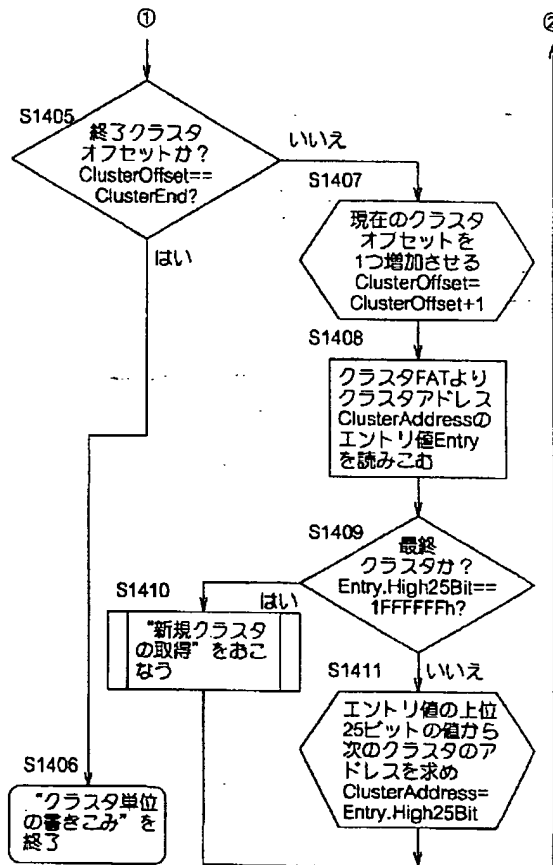 ①
②
S1405
終了クラスタ
オフセットか?
ClusterOffset==
ClusterEnd?
いいえ
はい
S1407
現在のクラスタ
オフセットを
1つ増加させる
ClusterOffset=
ClusterOffset+1
S1408
クラスタFATより
クラスタアドレス
ClusterAddressの
エントリ値Entry
を読みこむ
S1409
最終
クラスタか?
Entry.High25Bit==
1FFFFFFh?
はい
いいえ
S1410
“新規クラスタ
の取得”をおこ
なう
S1411
エントリ値の上位
25ビットの値から
次のクラスタのア
ドレスを求め
ClusterAddress=
Entry.High25Bit
S1406
“クラスタ単位
の書きこみ”を
終了